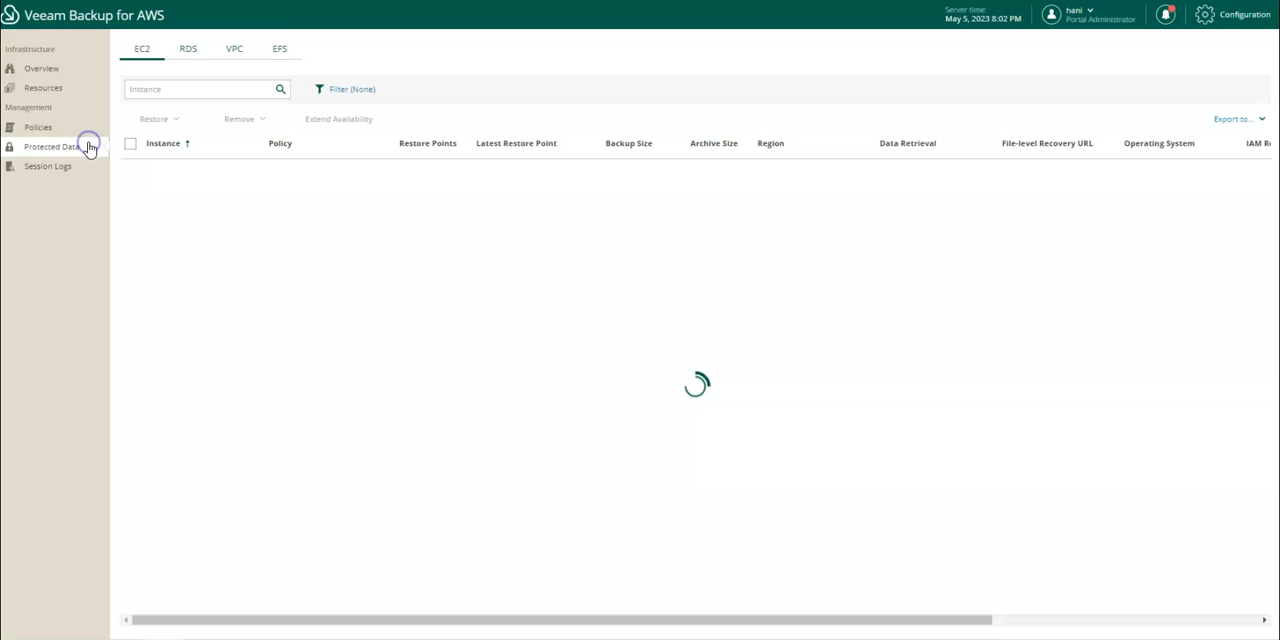 Veeam Backup for AWS
Server time:
May 5, 2023 8:02 PM
hani
Portal Administrator
Configuration
Infrastructure
Overview
Resources
Management
Policies
Protected Data
Session Logs
EC2 RDS VPC EFS
Instance
Filter (None)
Restore Remove Extend Availability Export to...
Instance Policy Restore Points Latest Restore Point Backup Size Archive Size Region Data Retrieval File-level Recovery URL Operating System IAM